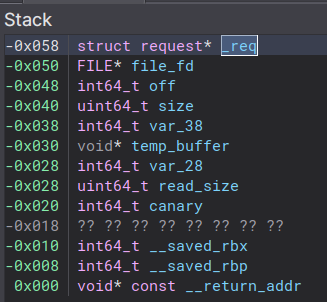 Stack
-0x058 struct request* _req
-0x050 FILE* file_fd
-0x048 int64_t off
-0x040 uint64_t size
-0x038 int64_t var_38
-0x030 void* temp_buffer
-0x028 int64_t var_28
-0x028 uint64_t read_size
-0x020 int64_t canary
-0x018 ?? ?? ?? ?? ?? ?? ?? ??
-0x010 int64_t __saved_rbx
-0x008 int64_t __saved_rbp
0x000 void* const __return_addr